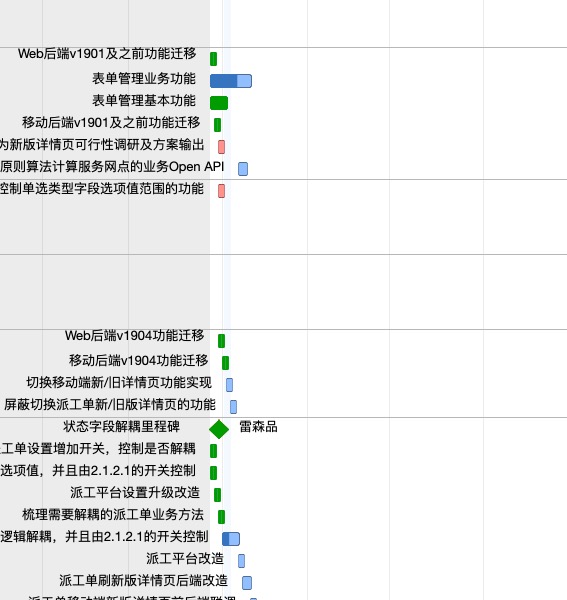 Web后端v1901及之前功能迁移
表单管理业务功能
表单管理基本功能
移动后端v1901及之前功能迁移
为新版详情页可行性调研及方案输出
原则算法计算服务网点的业务Open API
控制单选类型字段选项值范围的功能
Web后端v1904功能迁移
移动后端v1904功能迁移
切换移动端新/旧详情页功能实现
屏蔽切换派工单新/旧版详情页的功能
状态字段解耦里程碑 雷森品
工单设置增加开关，控制是否解耦
选项值，并且由2.1.2.1的开关控制
派工平台设置升级改造
梳理需要解耦的派工单业务方法
逻辑解耦，并且由2.1.2.1的开关控制
派工平台改造
派工单刷新版详情页后端改造